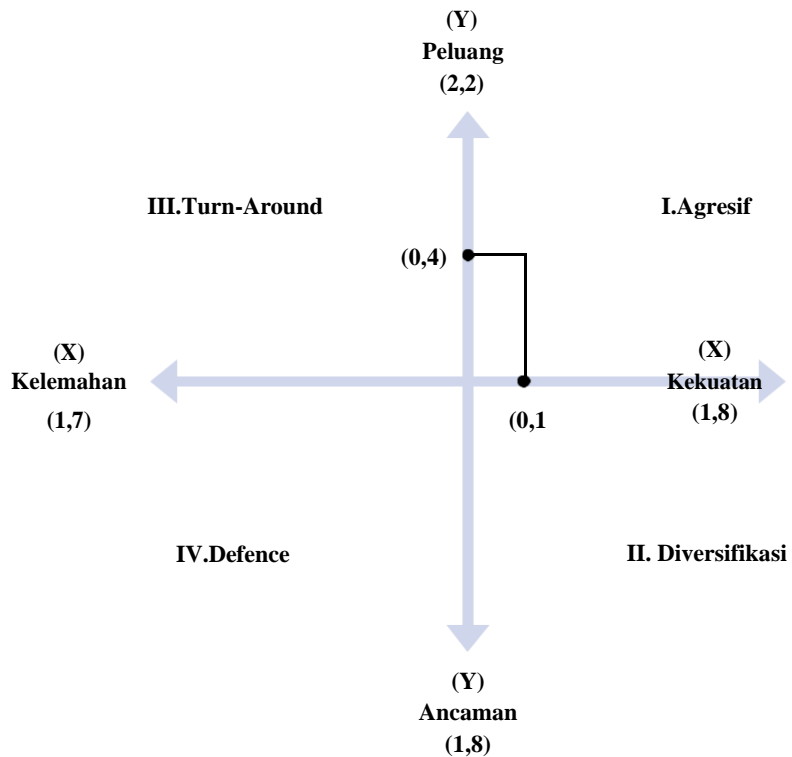 (Y)
Peluang
(2,2)
III.Turn-Around
I.Agresif
(0,4)
(X)
Kelemahan
(1,7)
(X)
Kekuatan
(1,8)
(0,1
IV.Defence
II. Diversifikasi
(Y)
Ancaman
(1,8)